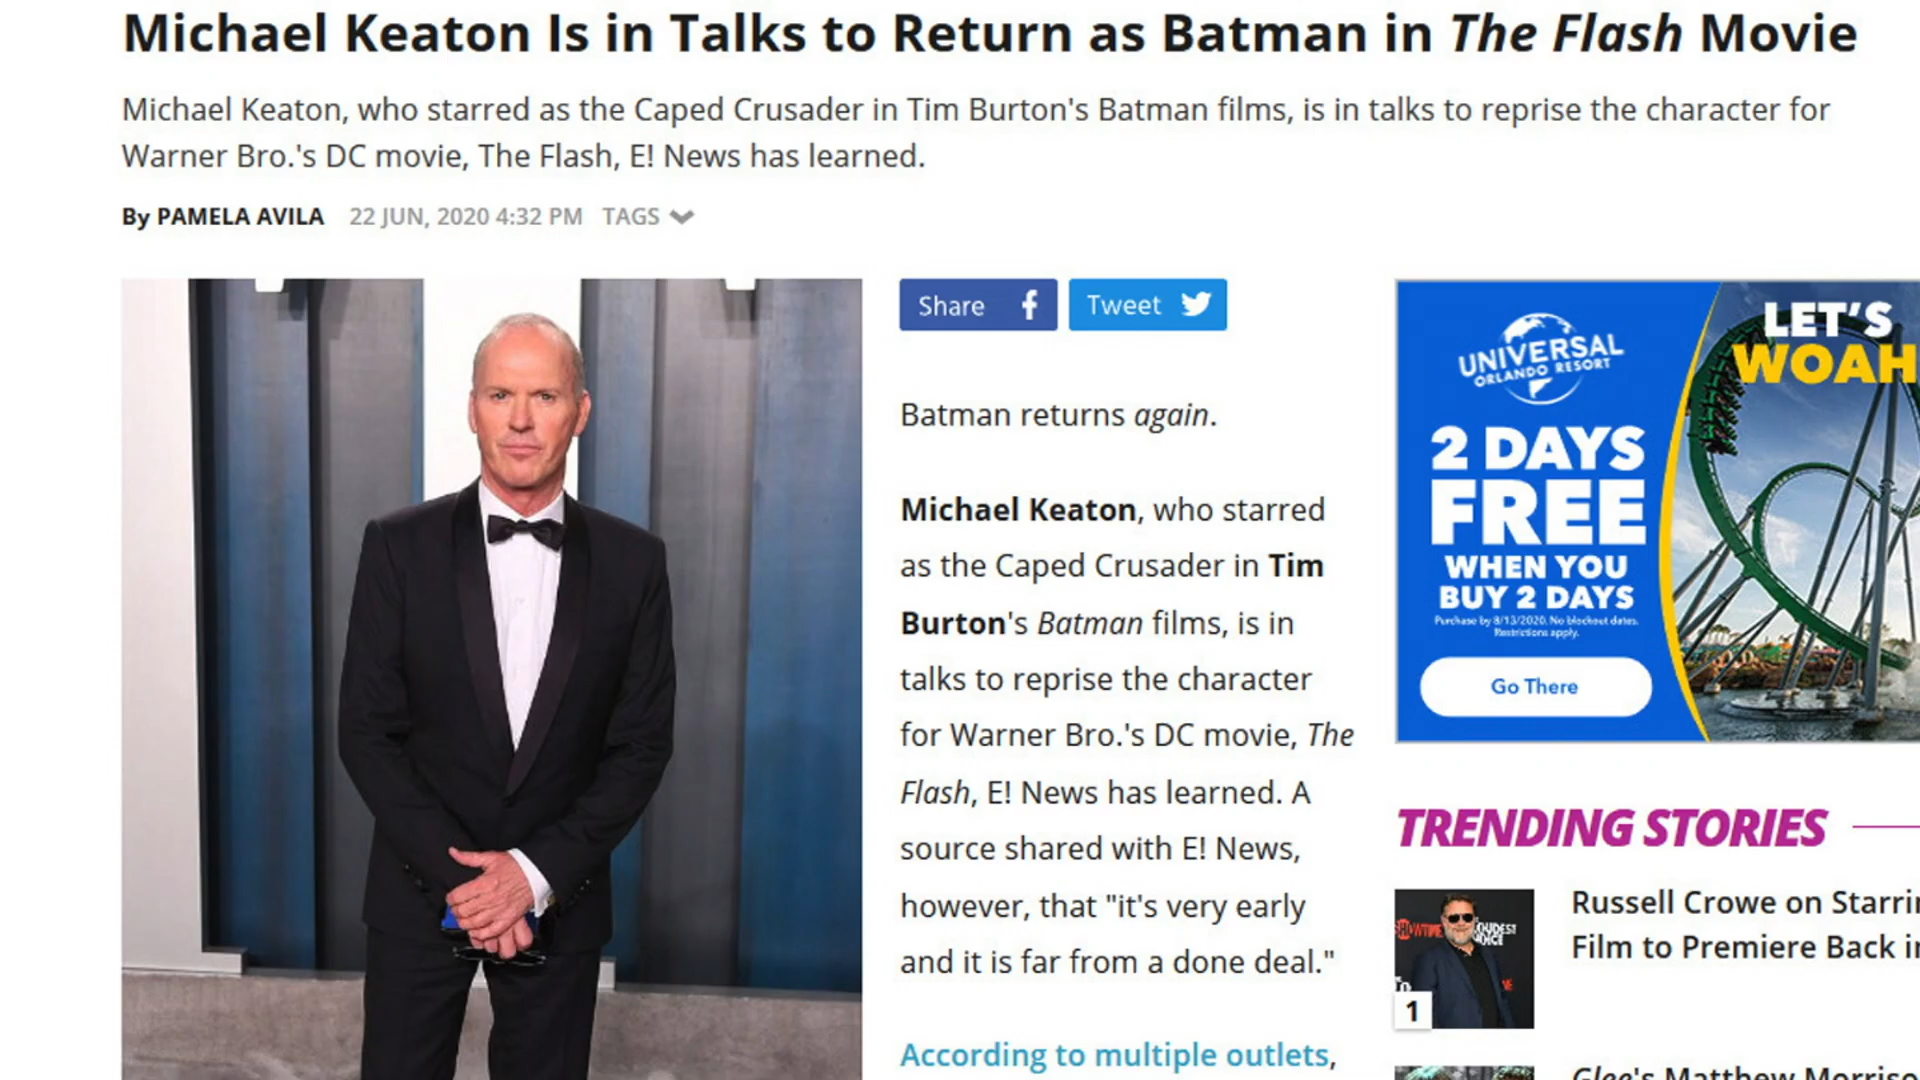 Michael Keaton Is in Talks to Return as Batman in The Flash Movie
Michael Keaton, who starred as the Caped Crusader in Tim Burton's Batman films, is in talks to reprise the character for
Warner Bro.'s DC movie, The Flash, E! News has learned.
By PAMELA AVILA 22 JUN, 2020 4:32 PM TAGS
Share
Tweet
Batman returns again.
Michael Keaton, who starred
as the Caped Crusader in Tim
Burton's Batman films, is in
talks to reprise the character
for Warner Bro.'s DC movie, The
Flash, E! News has learned. A
source shared with E! News,
however, that "it's very early
and it is far from a done deal."
According to multiple outlets,
UNIVERSAL
ORLANDO RESORT
LET'S
WOAH
2 DAYS
FREE
WHEN YOU
BUY 2 DAYS
Purchase by 8/13/2020. No blockout dates.
Restrictions apply.
Go There
TRENDING STORIES
SHOWTIME
LOUDEST
VOICE
1
Russell Crowe on Starrin
Film to Premiere Back in
Glee's Matthew Morriso